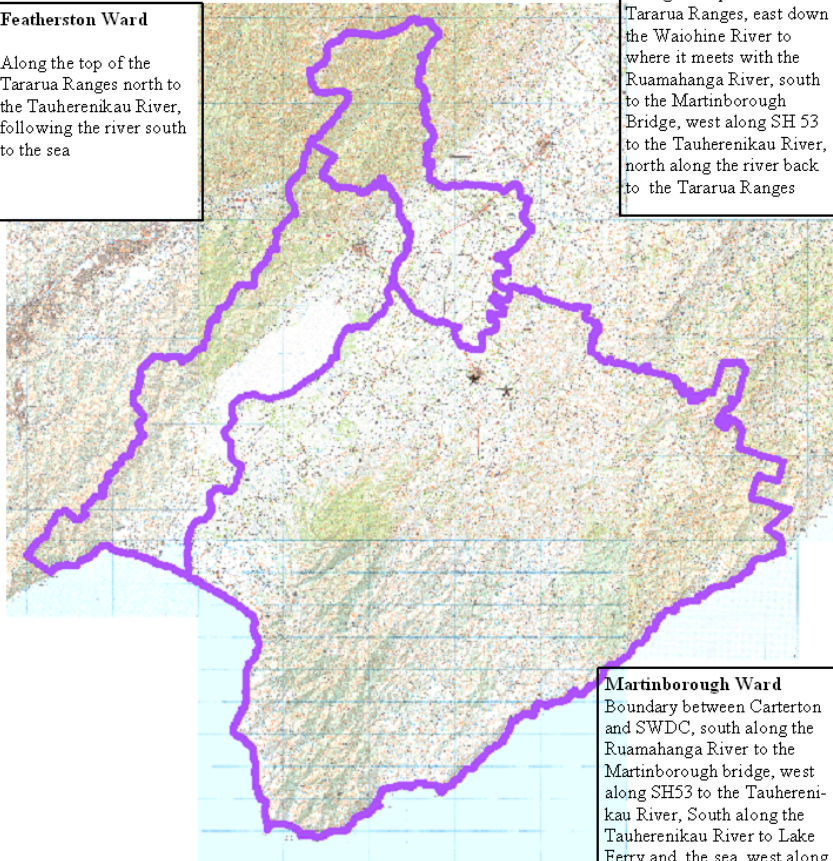 Featherston Ward
Along the top of the
Tararua Ranges north to
the Tauherenikau River,
following the river south
to the sea
Tararua Ranges, east down
the Waiohine River to
where it meets with the
Ruamahanga River, south
to the Martinborough
Bridge, west along SH 53
to the Tauherenikau River,
north along the river back
to the Tararua Ranges
Martinborough Ward
Boundary between Carterton
and SWDC, south along the
Ruamahanga River to the
Martinborough bridge, west
along SH53 to the Tauhereni-
kau River, South along the
Tauherenikau River to Lake
Ferry and the sea, west along
21